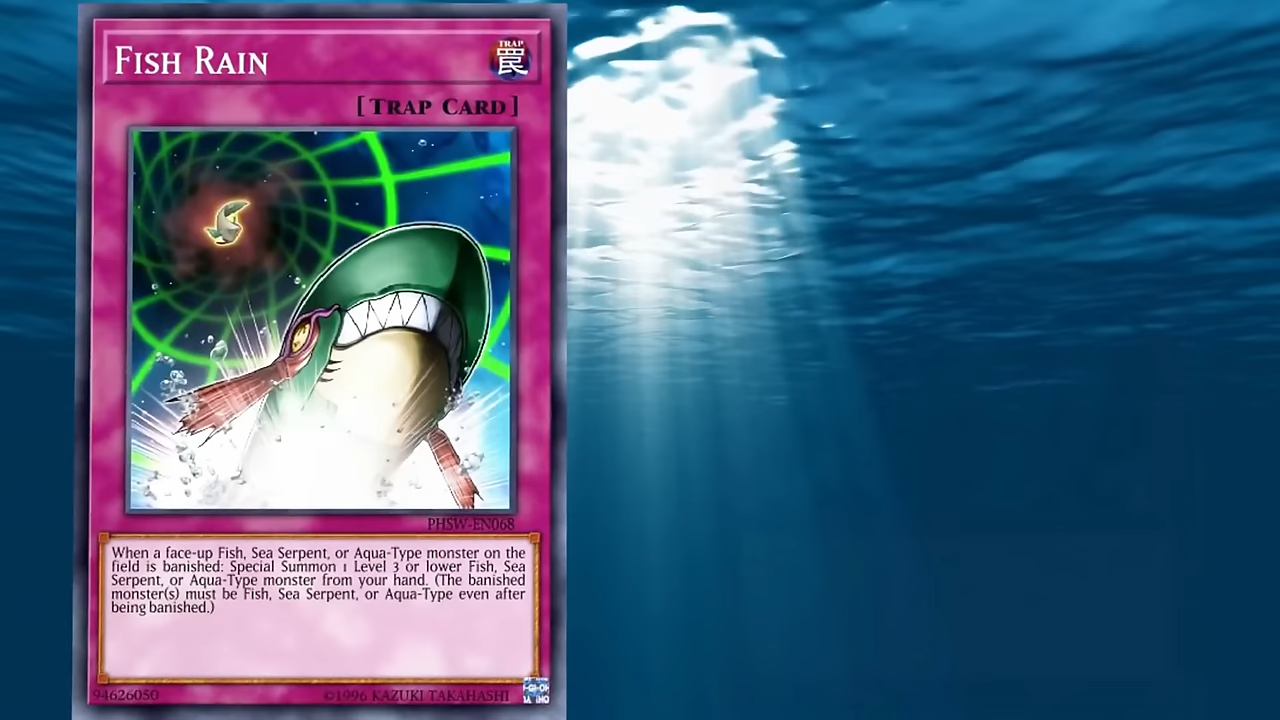 Fish Rain
TRAP
罠
[Trap Card]
PHSW-EN068
When a face-up Fish, Sea Serpent, or Aqua-Type monster on the
field is banished: Special Summon 1 Level 3 or lower Fish, Sea
Serpent, or Aqua-Type monster from your hand. (The banished
monster(s) must be Fish, Sea Serpent, or Aqua-Type even after
being banished.)
94626050
©1996 KAZUKI TAKAHASHI